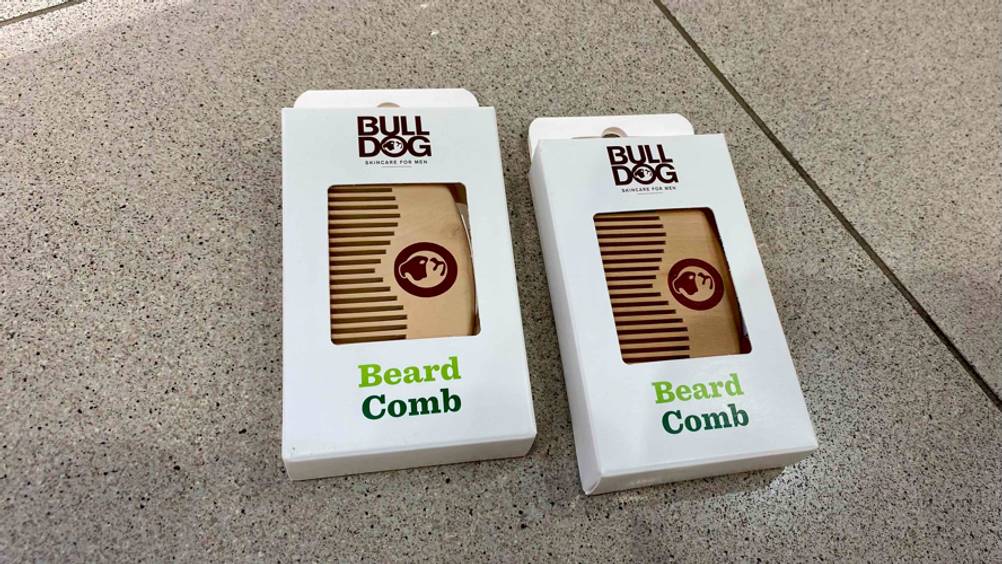 BULL
DOG
SKINCARE FOR MEN
Beard
Comb
BULL
DOG
SKINCARE FOR MEN
Beard
Comb